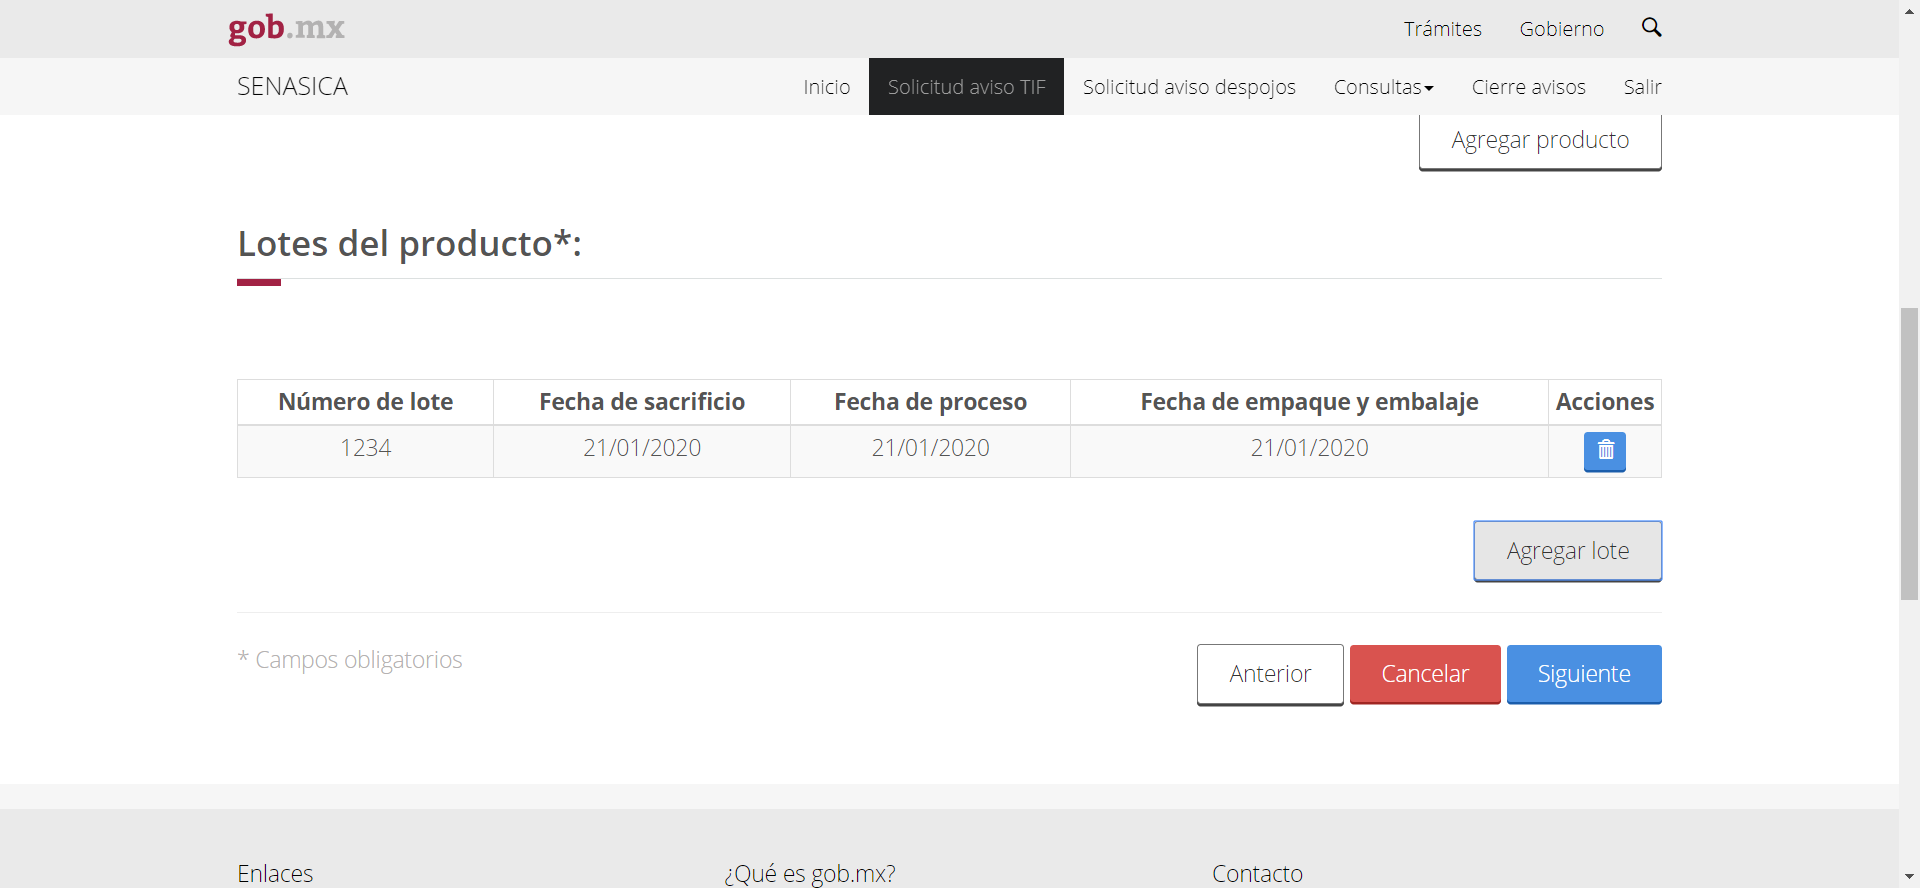 gob.mx
Trámites Gobierno
SENASICA
Inicio Solicitud aviso TIF Solicitud aviso despojos Consultas Cierre avisos Salir
Agregar producto
Lotes del producto*:
Número de lote Fecha de sacrificio Fecha de proceso Fecha de empaque y embalaje Acciones
1234 21/01/2020 21/01/2020 21/01/2020
Agregar lote
* Campos obligatorios
Anterior Cancelar Siguiente
Enlaces ¿Qué es gob.mx? Contacto